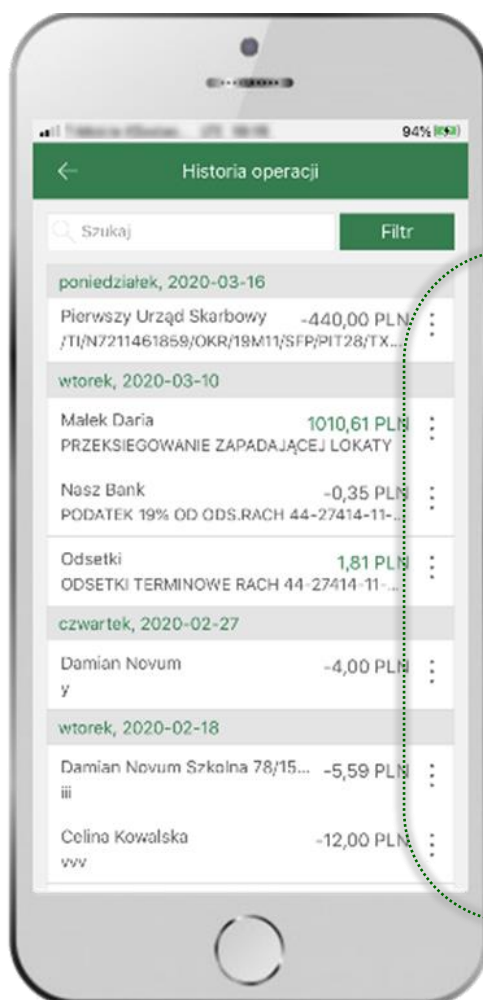 94%
Historia operacji
Szukaj
Filtr
poniedziałek, 2020-03-16
Pierwszy Urząd Skarbowy -440,00 PLN
/TI/N7211461859/OKR/19M11/SFP/PIT28/TX...
wtorek, 2020-03-10
Małek Daria 1010,61 PLN
PRZEKSIEGOWANIE ZAPADAJĄCEJ LOKATY
Nasz Bank -0,35 PLN
PODATEK 19% OD ODS.RACH 44-27414-11-...
Odsetki 1,81 PLN
ODSETKI TERMINOWE RACH 44-27414-11-...
czwartek, 2020-02-27
Damian Novum -4,00 PLN
y
wtorek, 2020-02-18
Damian Novum Szkolna 78/15... -5,59 PLN
iii
Celina Kowalska -12,00 PLN
vvv